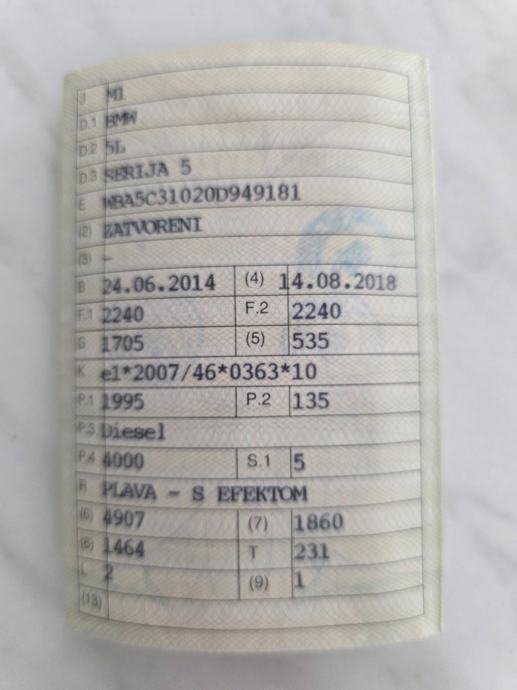 J M1
D.1 BMW
D.2 5L
D.3 SERIJA 5
E WBA5C31020D949181
(2) ZATVORENI
(3) –
B 24.06.2014 (4) 14.08.2018
F.1 2240 F.2 2240
G 1705 (5) 535
K e1*2007/46*0363*10
P.1 1995 P.2 135
P.3 Diesel
P.4 4000 S.1 5
R PLAVA - S EFEKTOM
(6) 4907 (7) 1860
(8) 1464 T 231
L 2 (9) 1
(13)